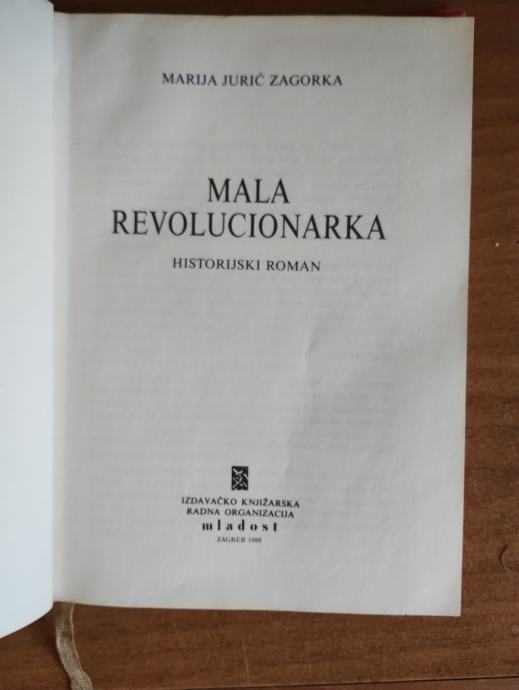 MARIJA JURIĆ ZAGORKA
MALA
REVOLUCIONARKA
HISTORIJSKI ROMAN
IZDAVAČKO KNJIŽARSKA
RADNA ORGANIZACIJA
mladost
ZAGREB 1988